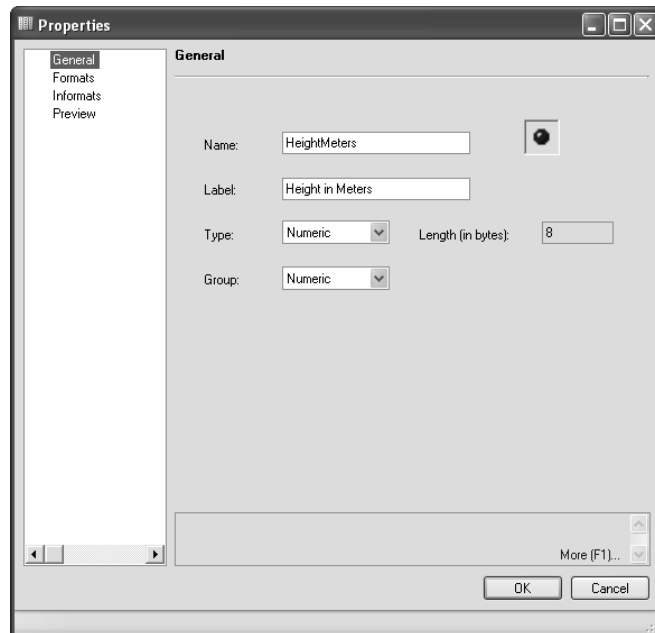 Properties
General
Formats
Informats
Preview
General
Name: HeightMeters
Label: Height in Meters
Type: Numeric Length (in bytes): 8
Group: Numeric
More (F1)...
OK Cancel